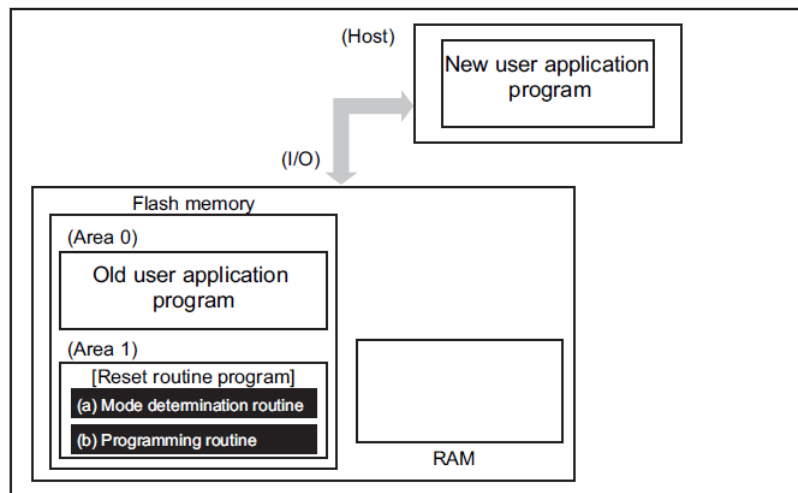 (Host)
New user application
program
(I/O)
Flash memory
(Area 0)
Old user application
program
(Area 1)
[Reset routine program]
(a) Mode determination routine
(b) Programming routine
RAM